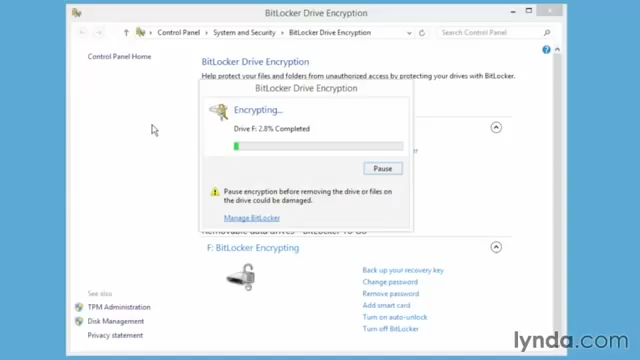 BitLocker Drive Encryption
Control Panel
System and Security
BitLocker Drive Encryption
Search Control Panel
Control Panel Home
BitLocker Drive Encryption
Help protect your files and folders from unauthorized access by protecting your drives with BitLocker.
BitLocker Drive Encryption
Encrypting...
Drive F: 2.8% Completed
Pause
Pause encryption before removing the drive or files on
the drive could be damaged.
Manage BitLocker
F: BitLocker Encrypting
Back up your recovery key
Change password
Remove password
Add smart card
Turn on auto-unlock
Turn off BitLocker
See also
TPM Administration
Disk Management
Privacy statement
lynda.com